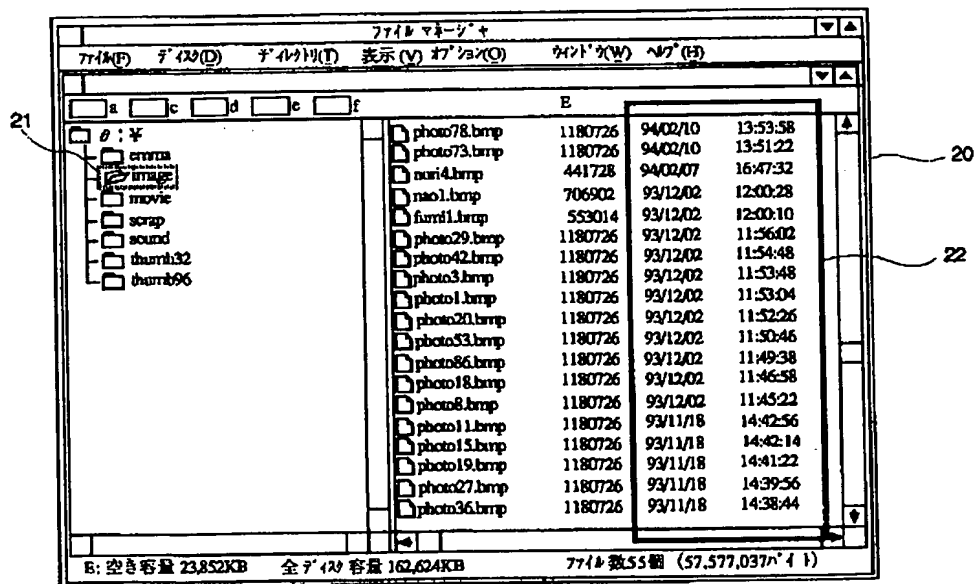 ファイル マネージャ
ファイル(F) ディスク(D) ディレクトリ(T) 表示(V) オプション(O) ウィンドウ(W) ヘルプ(H)
a c d e f E
21
20
22
e:¥
emma
image
movie
scrap
sound
thumb32
thumb96
photo78.bmp 1180726 94/02/10 13:53:58
photo73.bmp 1180726 94/02/10 13:51:22
nori4.bmp 441728 94/02/07 16:47:32
nao1.bmp 706902 93/12/02 12:00:28
fumi1.bmp 553014 93/12/02 12:00:10
photo29.bmp 1180726 93/12/02 11:56:02
photo42.bmp 1180726 93/12/02 11:54:48
photo3.bmp 1180726 93/12/02 11:53:48
photo1.bmp 1180726 93/12/02 11:53:04
photo20.bmp 1180726 93/12/02 11:52:26
photo53.bmp 1180726 93/12/02 11:50:46
photo86.bmp 1180726 93/12/02 11:49:38
photo18.bmp 1180726 93/12/02 11:46:58
photo8.bmp 1180726 93/12/02 11:45:22
photo11.bmp 1180726 93/11/18 14:42:56
photo15.bmp 1180726 93/11/18 14:42:14
photo19.bmp 1180726 93/11/18 14:41:22
photo27.bmp 1180726 93/11/18 14:39:56
photo36.bmp 1180726 93/11/18 14:38:44
E: 空き容量 23,852KB 全ディスク容量 162,624KB ファイル数55個 (57,577,037バイト)